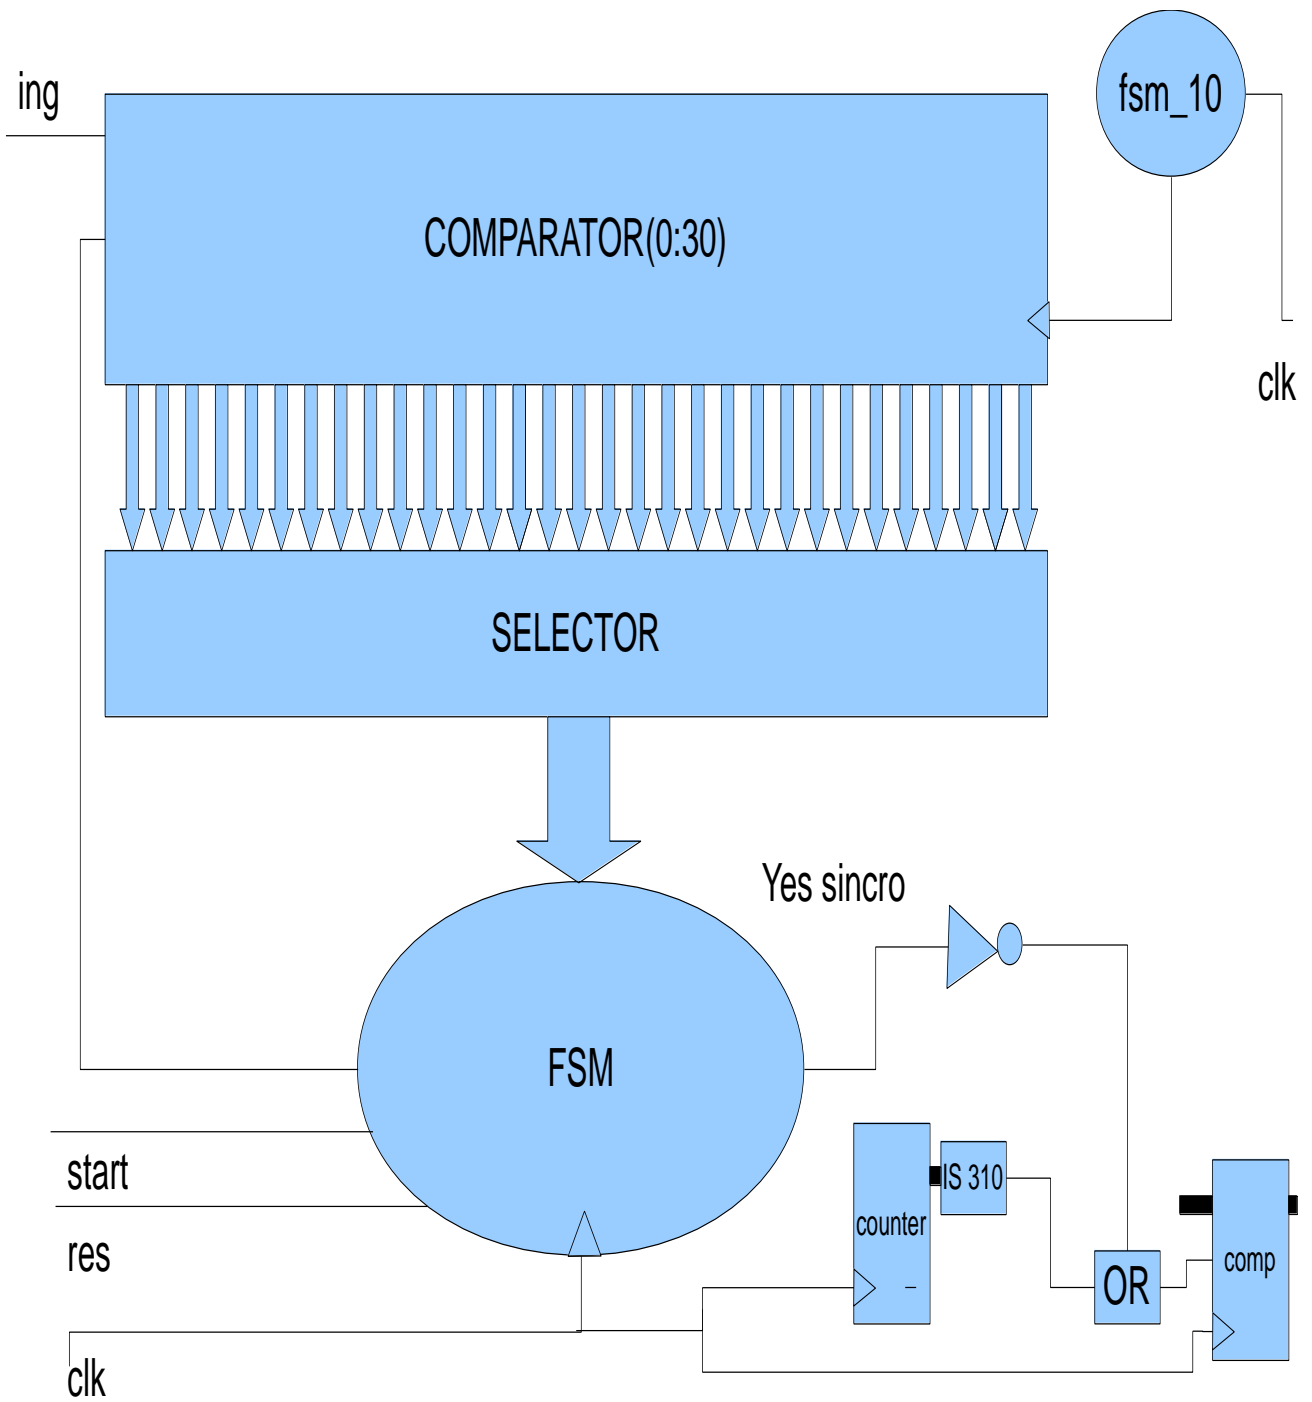 ing
fsm_10
COMPARATOR(0:30)
clk
SELECTOR
Yes sincro
FSM
start
IS 310
counter
res
comp
OR
clk